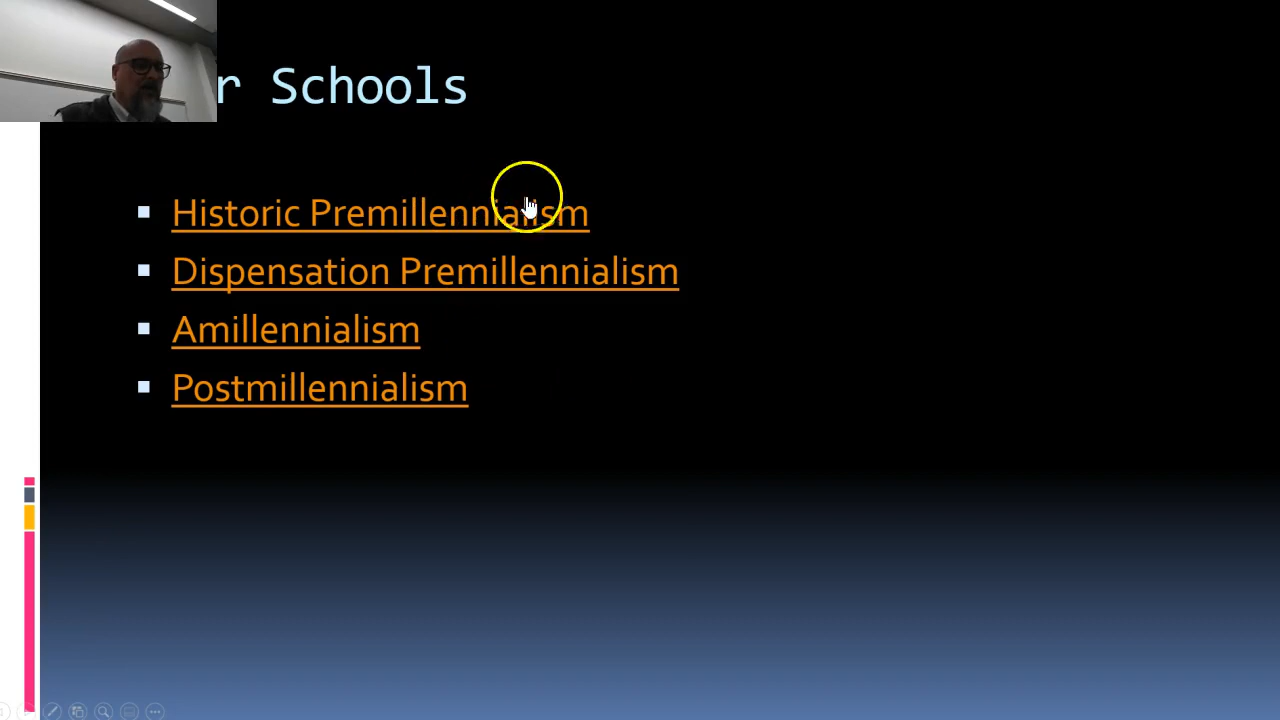 r Schools
Historic Premillennialism
Dispensation Premillennialism
Amillennialism
Postmillennialism